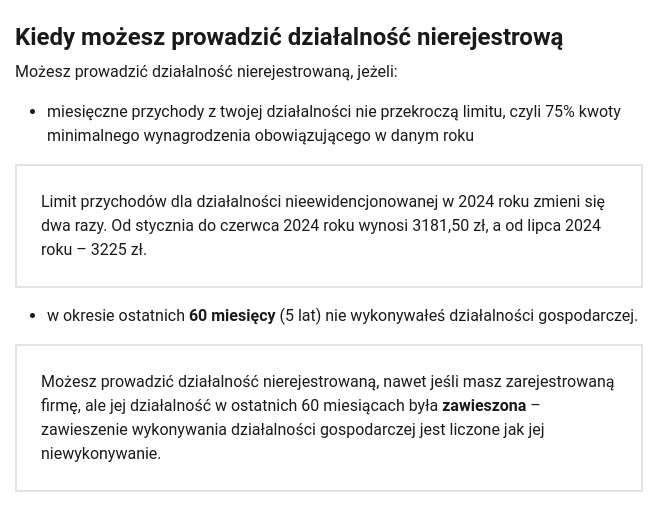 Kiedy możesz prowadzić działalność nierejestrową
Możesz prowadzić działalność nierejestrowaną, jeżeli:
• miesięczne przychody z twojej działalności nie przekroczą limitu, czyli 75% kwoty
minimalnego wynagrodzenia obowiązującego w danym roku
Limit przychodów dla działalności nieewidencjonowanej w 2024 roku zmieni się
dwa razy. Od stycznia do czerwca 2024 roku wynosi 3181,50 zł, a od lipca 2024
roku – 3225 zł.
• w okresie ostatnich 60 miesięcy (5 lat) nie wykonywałeś działalności gospodarczej.
Możesz prowadzić działalność nierejestrowaną, nawet jeśli masz zarejestrowaną
firmę, ale jej działalność w ostatnich 60 miesiącach była zawieszona –
zawieszenie wykonywania działalności gospodarczej jest liczone jak jej
niewykonywanie.